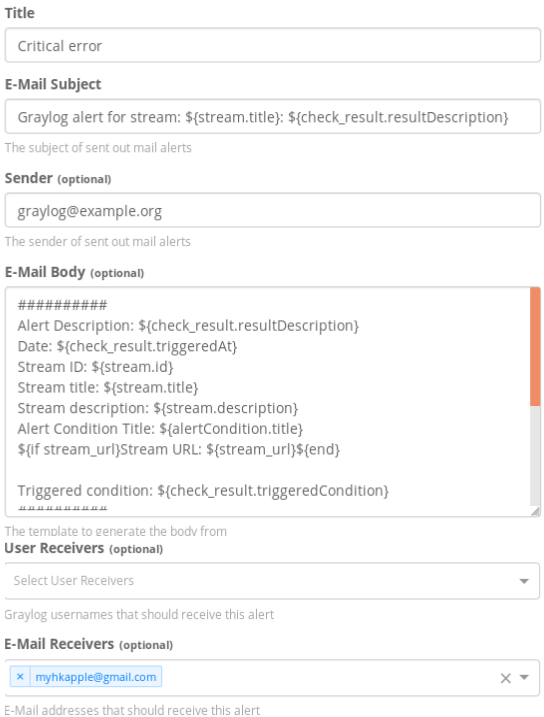 Title
Critical error
E-Mail Subject
Graylog alert for stream: ${stream.title}: ${check_result.resultDescription}
The subject of sent out mail alerts
Sender (optional)
graylog@example.org
The sender of sent out mail alerts
E-Mail Body (optional)
##########
Alert Description: ${check_result.resultDescription}
Date: ${check_result.triggeredAt}
Stream ID: ${stream.id}
Stream title: ${stream.title}
Stream description: ${stream.description}
Alert Condition Title: ${alertCondition.title}
${if stream_url}Stream URL: ${stream_url}${end}
Triggered condition: ${check_result.triggeredCondition}
##########
The template to generate the body from
User Receivers (optional)
Select User Receivers
Graylog usernames that should receive this alert
E-Mail Receivers (optional)
× myhkapple@gmail.com
E-Mail addresses that should receive this alert